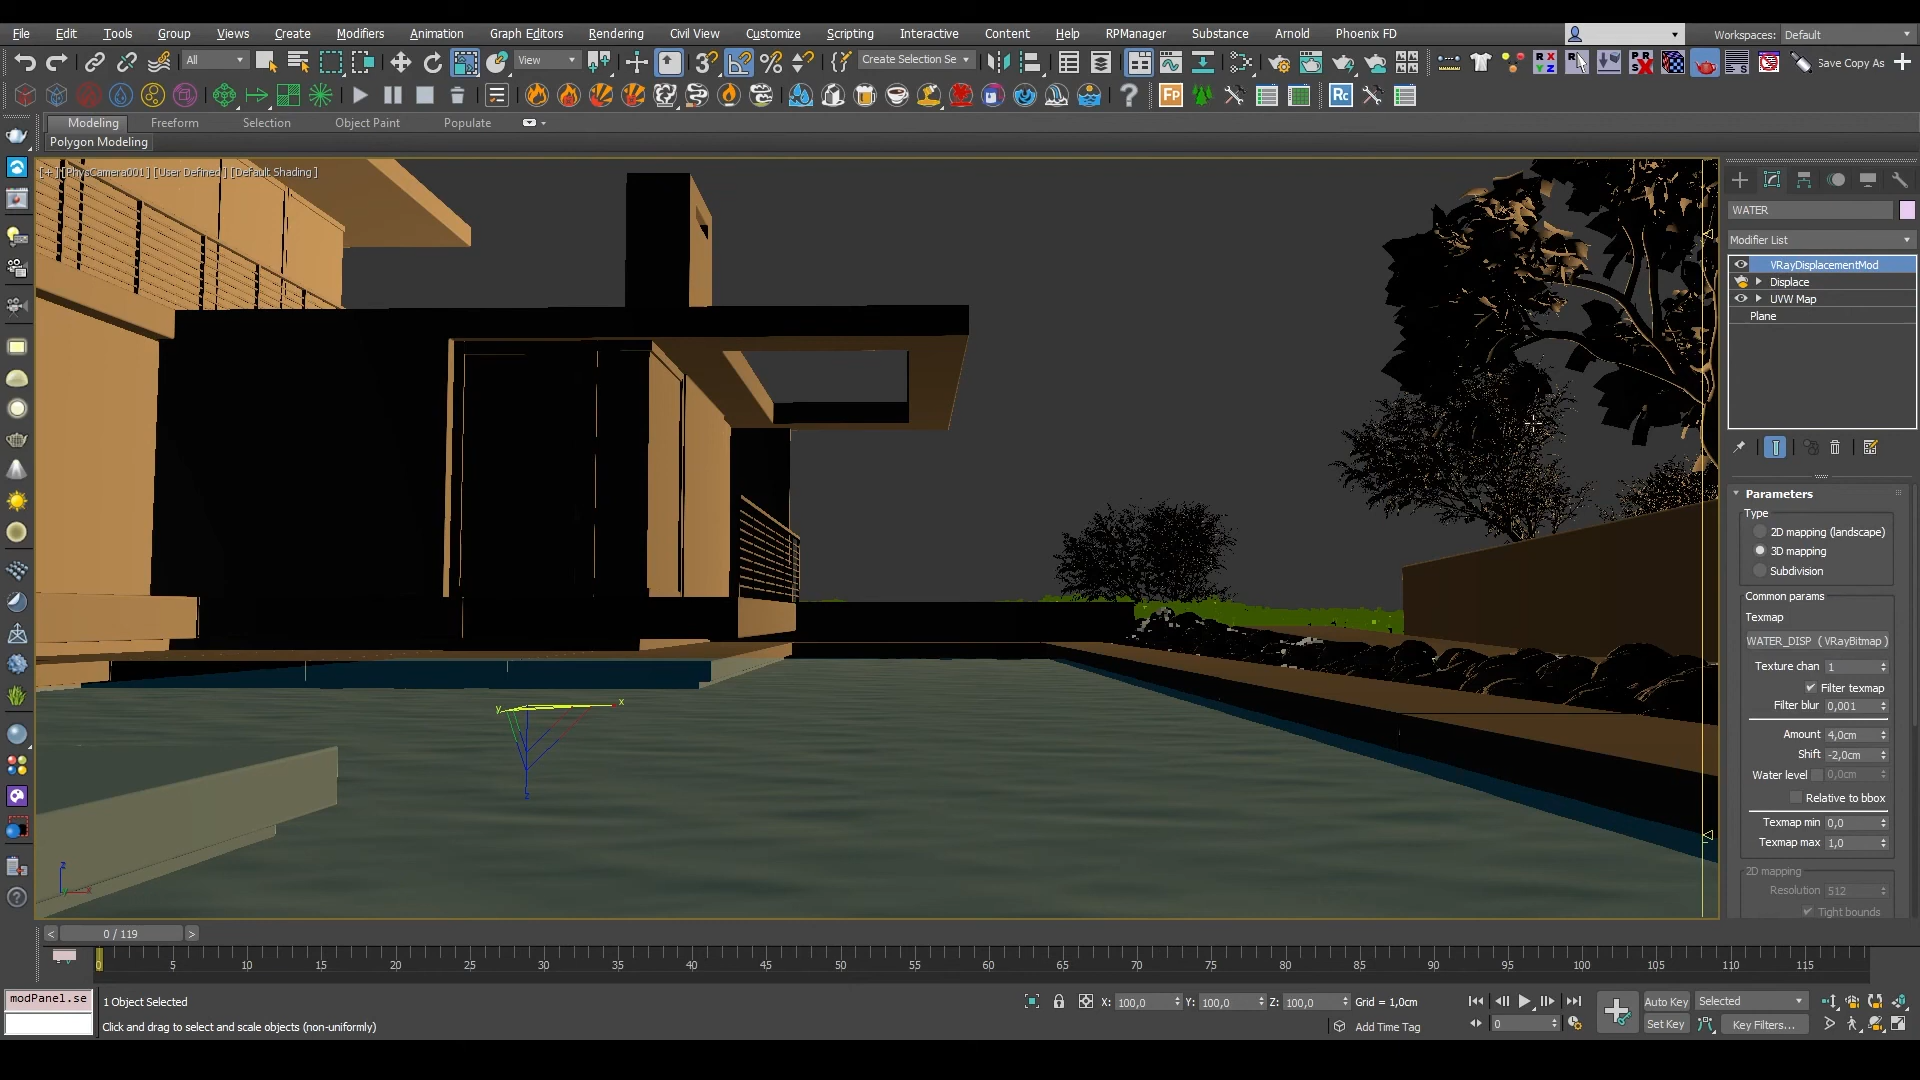 File Edit Tools Group Views Create Modifiers Animation Graph Editors Rendering Civil View Customize Scripting Interactive Content Help RPManager Substance Arnold Phoenix FD Workspaces: Default
All View Create Selection Se Save Copy As
Fp Rc
Modeling Freeform Selection Object Paint Populate
Polygon Modeling
[+] [PhysCamera001] [User Defined] [Default Shading]
WATER
Modifier List
VRayDisplacementMod
Displace
UVW Map
Plane
Parameters
Type
2D mapping (landscape)
3D mapping
Subdivision
Common params
Texmap
WATER_DISP ( VRayBitmap )
Texture chan 1
Filter texmap
Filter blur 0,001
Amount 4,0cm
Shift -2,0cm
Water level 0,0cm
Relative to bbox
Texmap min 0,0
Texmap max 1,0
2D mapping
Resolution 512
Tight bounds
y x
z
z
x
< 0 / 119 >
0 5 10 15 20 25 30 35 40 45 50 55 60 65 70 75 80 85 90 95 100 105 110 115
modPanel.se 1 Object Selected X: 100,0 Y: 100,0 Z: 100,0 Grid = 1,0cm Auto Key Selected
Click and drag to select and scale objects (non-uniformly) Add Time Tag 0 Set Key Key Filters...